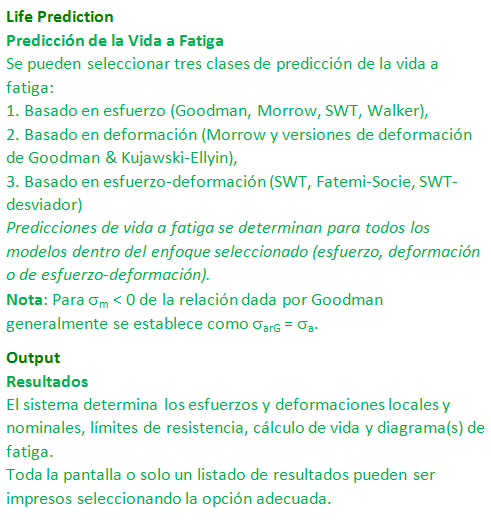 Life Prediction
Predicción de la Vida a Fatiga
Se pueden seleccionar tres clases de predicción de la vida a
fatiga:
1. Basado en esfuerzo (Goodman, Morrow, SWT, Walker),
2. Basado en deformación (Morrow y versiones de deformación
de Goodman & Kujawski-Ellyin),
3. Basado en esfuerzo-deformación (SWT, Fatemi-Socie, SWT-
desviador)
Predicciones de vida a fatiga se determinan para todos los
modelos dentro del enfoque seleccionado (esfuerzo, deformación
o de esfuerzo-deformación).
Nota: Para σm < 0 de la relación dada por Goodman
generalmente se establece como σarG = σa.
Output
Resultados
El sistema determina los esfuerzos y deformaciones locales y
nominales, límites de resistencia, cálculo de vida y diagrama(s) de
fatiga.
Toda la pantalla o solo un listado de resultados pueden ser
impresos seleccionando la opción adecuada.